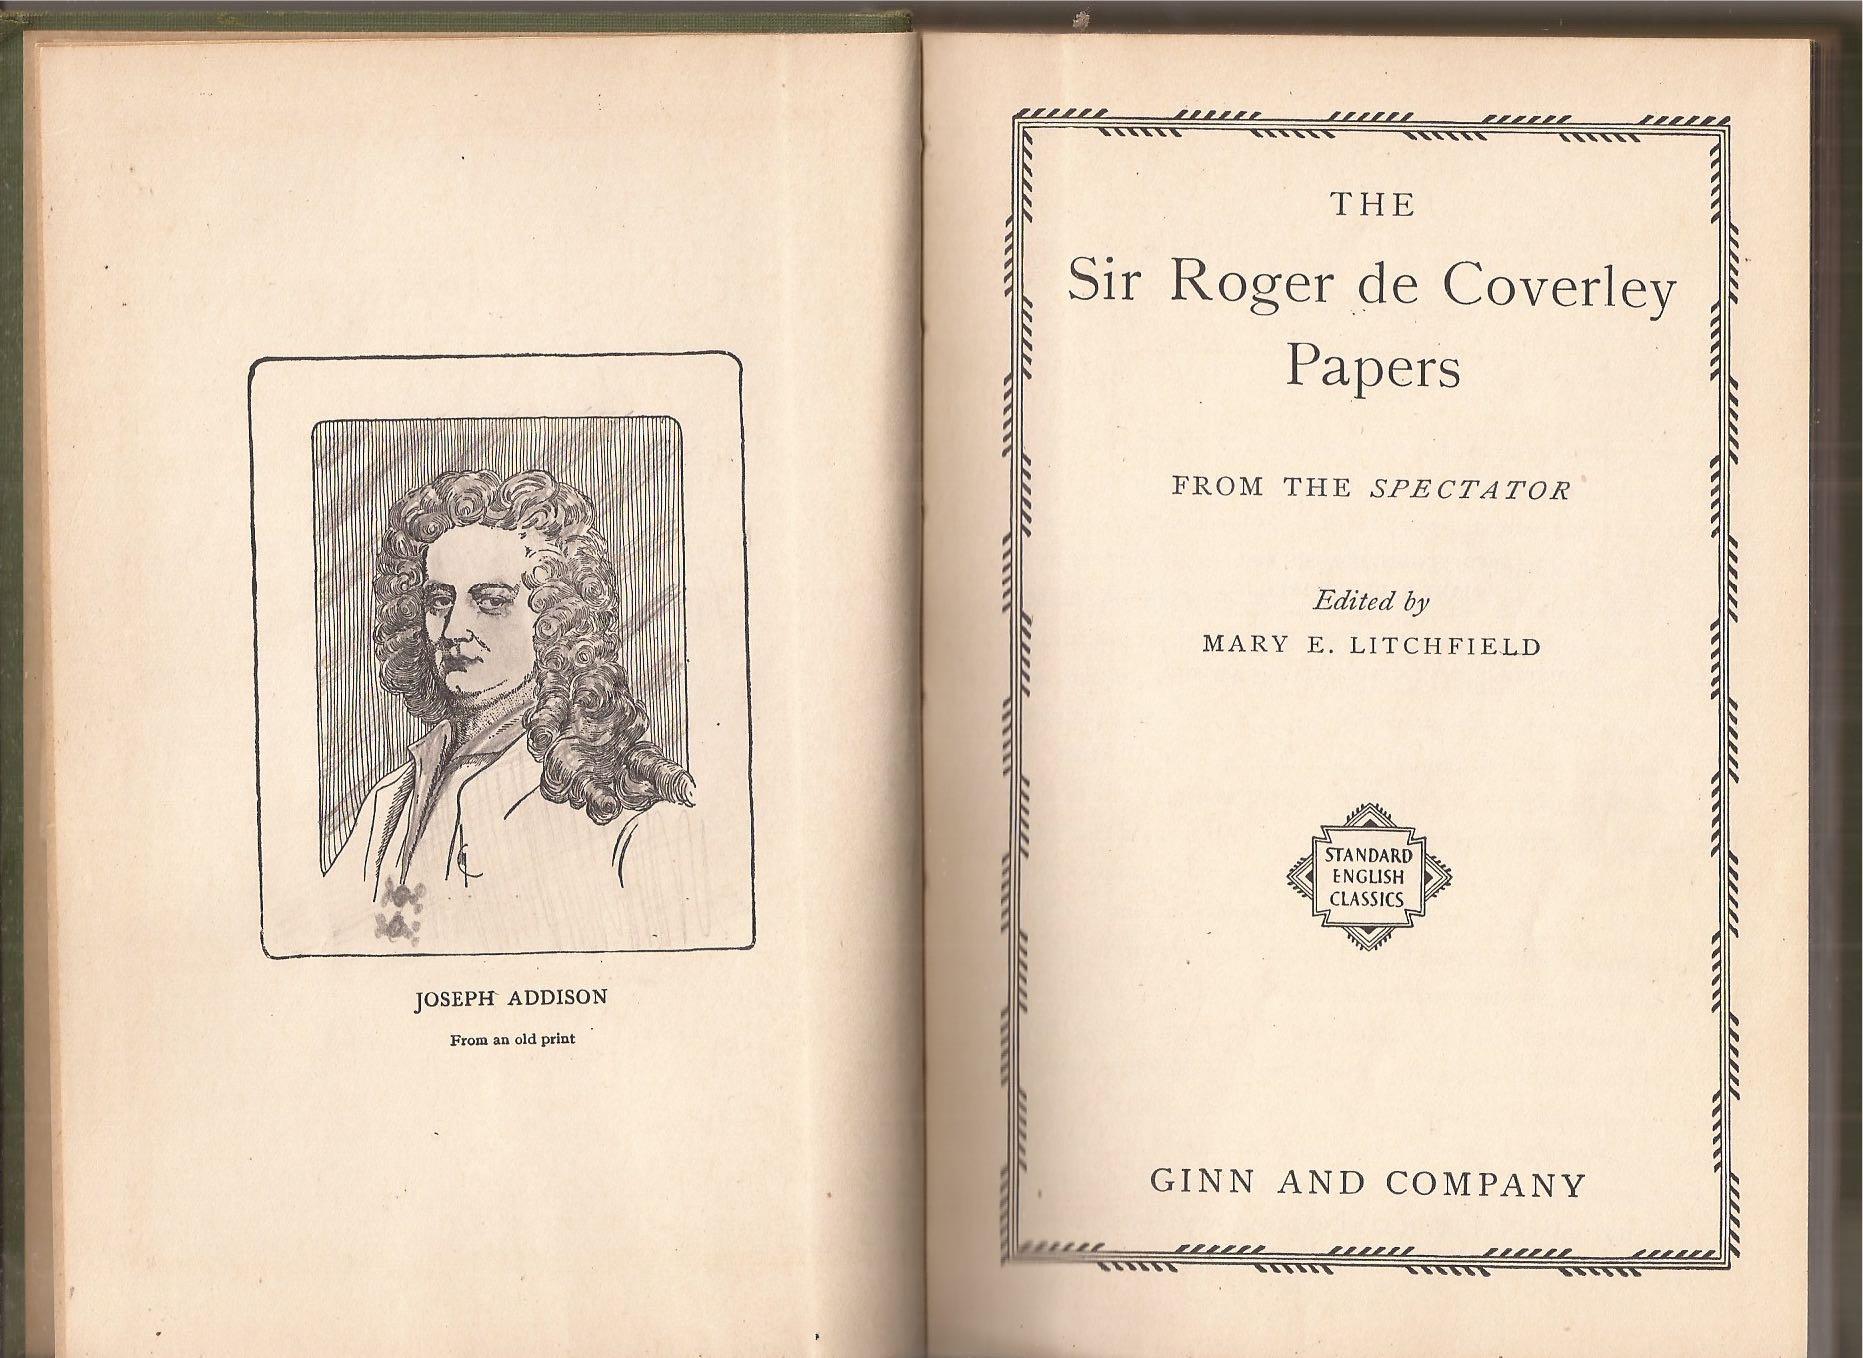 JOSEPH ADDISON
From an old print
THE
Sir Roger de Coverley
Papers
FROM THE SPECTATOR
Edited by
MARY E. LITCHFIELD
STANDARD
ENGLISH
CLASSICS
GINN AND COMPANY